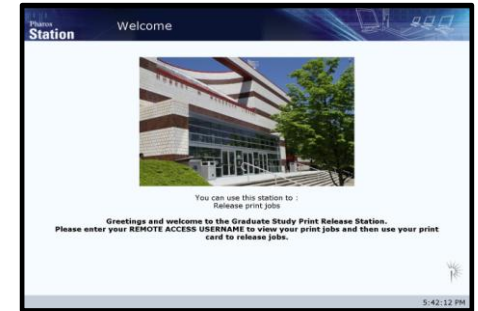 Pharos
Station
Welcome
You can use this station to :
Release print jobs
Greetings and welcome to the Graduate Study Print Release Station.
Please enter your REMOTE ACCESS USERNAME to view your print jobs and then use your print
card to release jobs.
5:42:12 PM